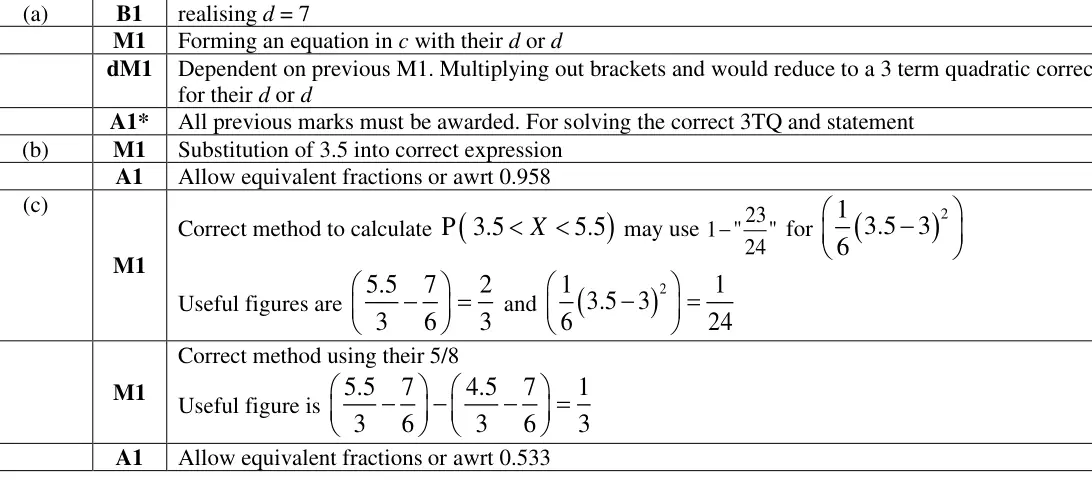 (a) B1 realising d = 7
M1 Forming an equation in c with their d or d
dM1 Dependent on previous M1. Multiplying out brackets and would reduce to a 3 term quadratic correc
for their d or d
A1* All previous marks must be awarded. For solving the correct 3TQ and statement
(b) M1 Substitution of 3.5 into correct expression
A1 Allow equivalent fractions or awrt 0.958
(c) M1 Correct method to calculate P( 3.5 < X < 5.5) may use 1–"23/24" for (1/6(3.5 − 3)²)
Useful figures are (5.5/3 − 7/6) = 2/3 and (1/6(3.5 − 3)²) = 1/24
M1 Correct method using their 5/8
Useful figure is (5.5/3 − 7/6) − (4.5/3 − 7/6) = 1/3
A1 Allow equivalent fractions or awrt 0.533